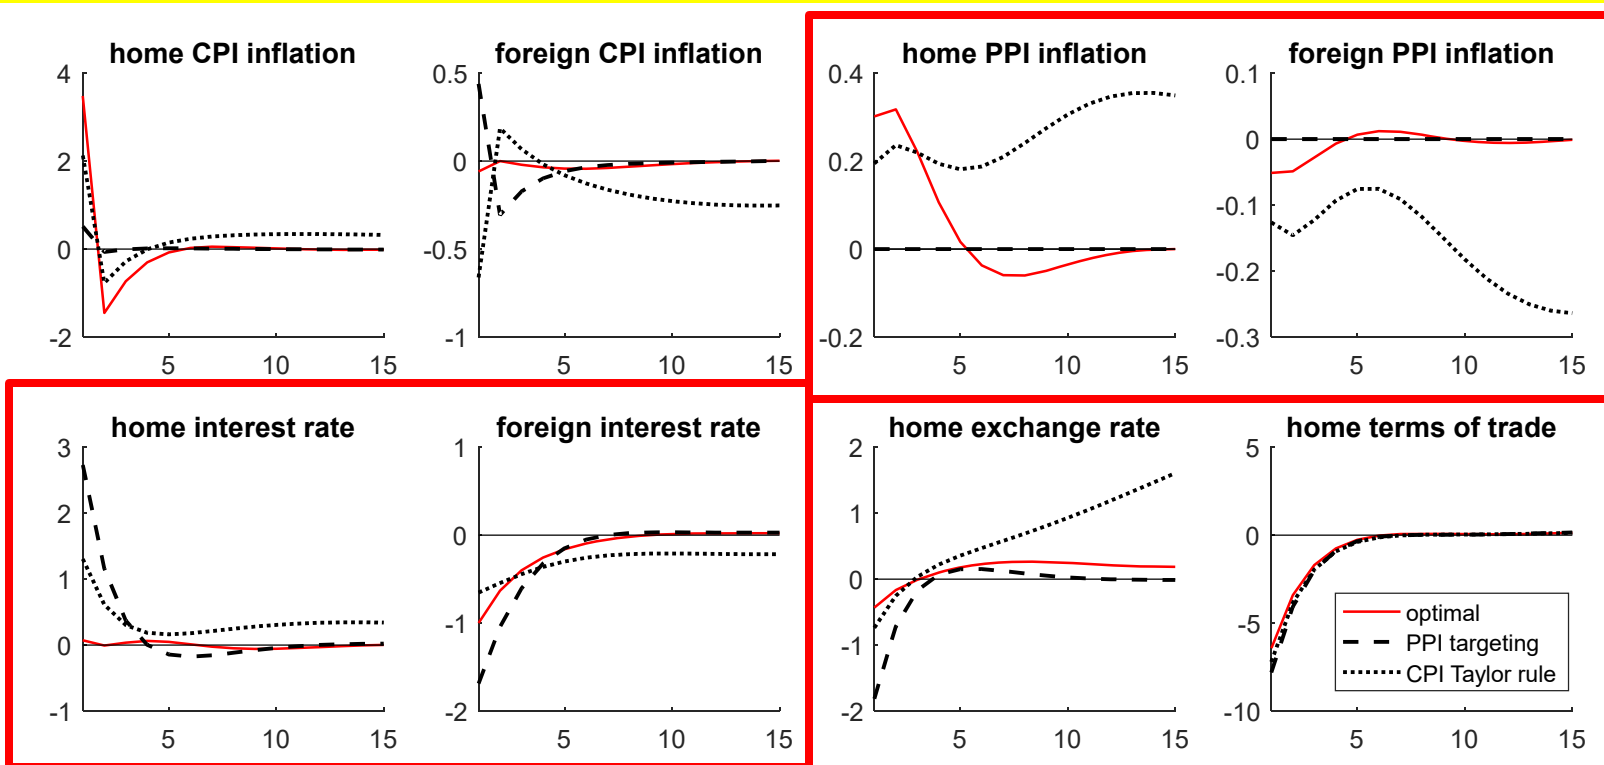 home CPI inflation
4
2
0
-2
5 10 15
foreign CPI inflation
0.5
0
-0.5
-1
5 10 15
home PPI inflation
0.4
0.2
0
-0.2
5 10 15
foreign PPI inflation
0.1
0
-0.1
-0.2
-0.3
5 10 15
home interest rate
3
2
1
0
-1
5 10 15
foreign interest rate
1
0
-1
-2
5 10 15
home exchange rate
2
1
0
-1
-2
5 10 15
home terms of trade
5
0
-5
-10
5 10 15
optimal
PPI targeting
CPI Taylor rule